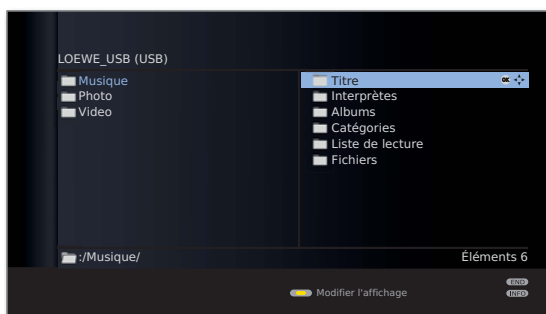 LOEWE_USB (USB)
Musique
Photo
Video
Titre OK
Interprètes
Albums
Catégories
Liste de lecture
Fichiers
:/Musique/ Éléments 6
END
Modifier l'affichage INFO